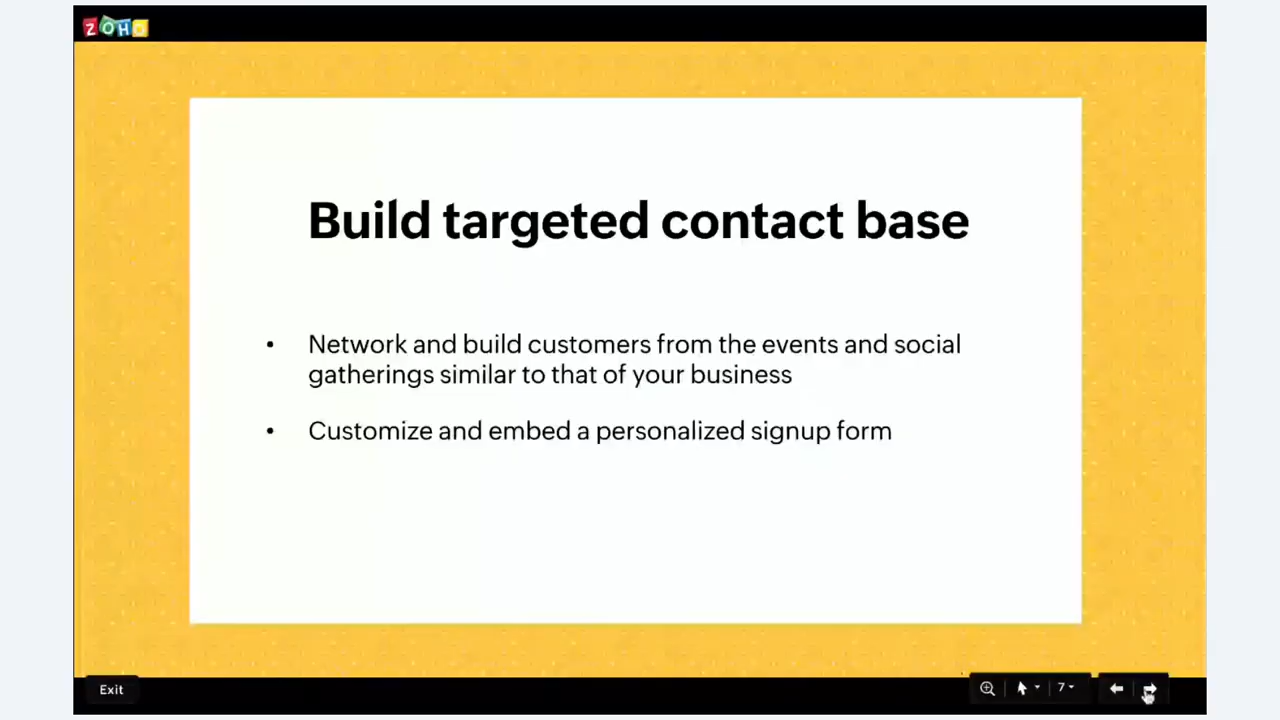 ZOHO
Build targeted contact base
• Network and build customers from the events and social
gatherings similar to that of your business
• Customize and embed a personalized signup form
Exit
7